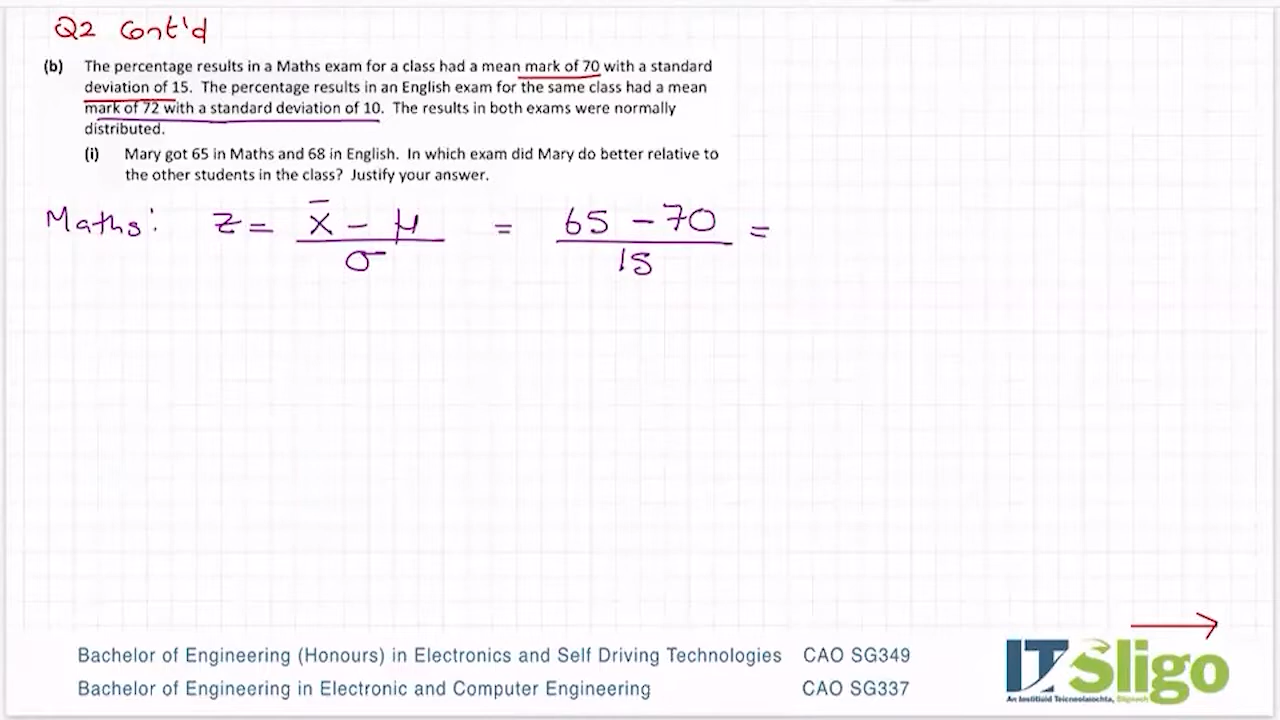 Q2 Cont'd
(b) The percentage results in a Maths exam for a class had a mean mark of 70 with a standard
deviation of 15. The percentage results in an English exam for the same class had a mean
mark of 72 with a standard deviation of 10. The results in both exams were normally
distributed.
(i) Mary got 65 in Maths and 68 in English. In which exam did Mary do better relative to
the other students in the class? Justify your answer.
Maths: z = x̄ - μ / σ = 65 - 70 / 15 =
Bachelor of Engineering (Honours) in Electronics and Self Driving Technologies CAO SG349
Bachelor of Engineering in Electronic and Computer Engineering CAO SG337
IT Sligo
An Institiúid Teicneolaíochta, Sligeach